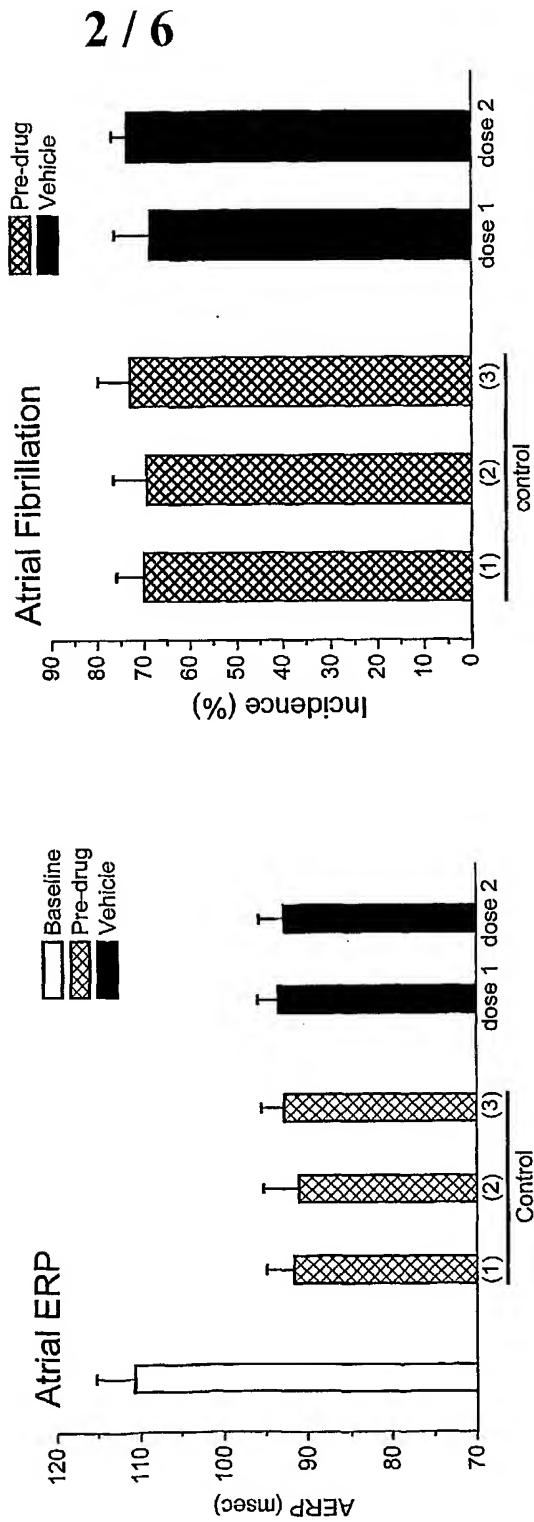 2 / 6
Atrial ERP
Baseline
Pre-drug
Vehicle
AERP (msec)
120
110
100
90
80
70
(1)
(2)
(3)
dose 1
dose 2
Control
Atrial Fibrillation
Pre-drug
Vehicle
Incidence (%)
90
80
70
60
50
40
30
20
10
0
(1)
(2)
(3)
dose 1
dose 2
control